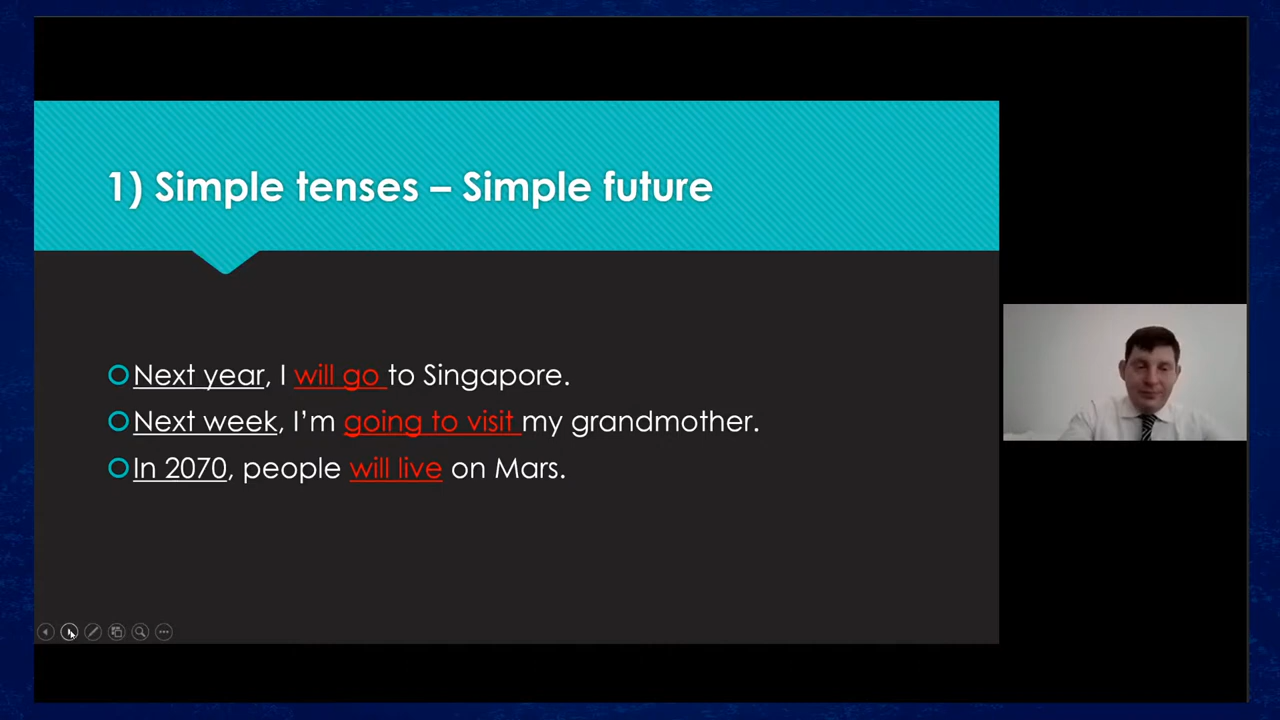 1) Simple tenses – Simple future
Next year, I will go to Singapore.
Next week, I’m going to visit my grandmother.
In 2070, people will live on Mars.